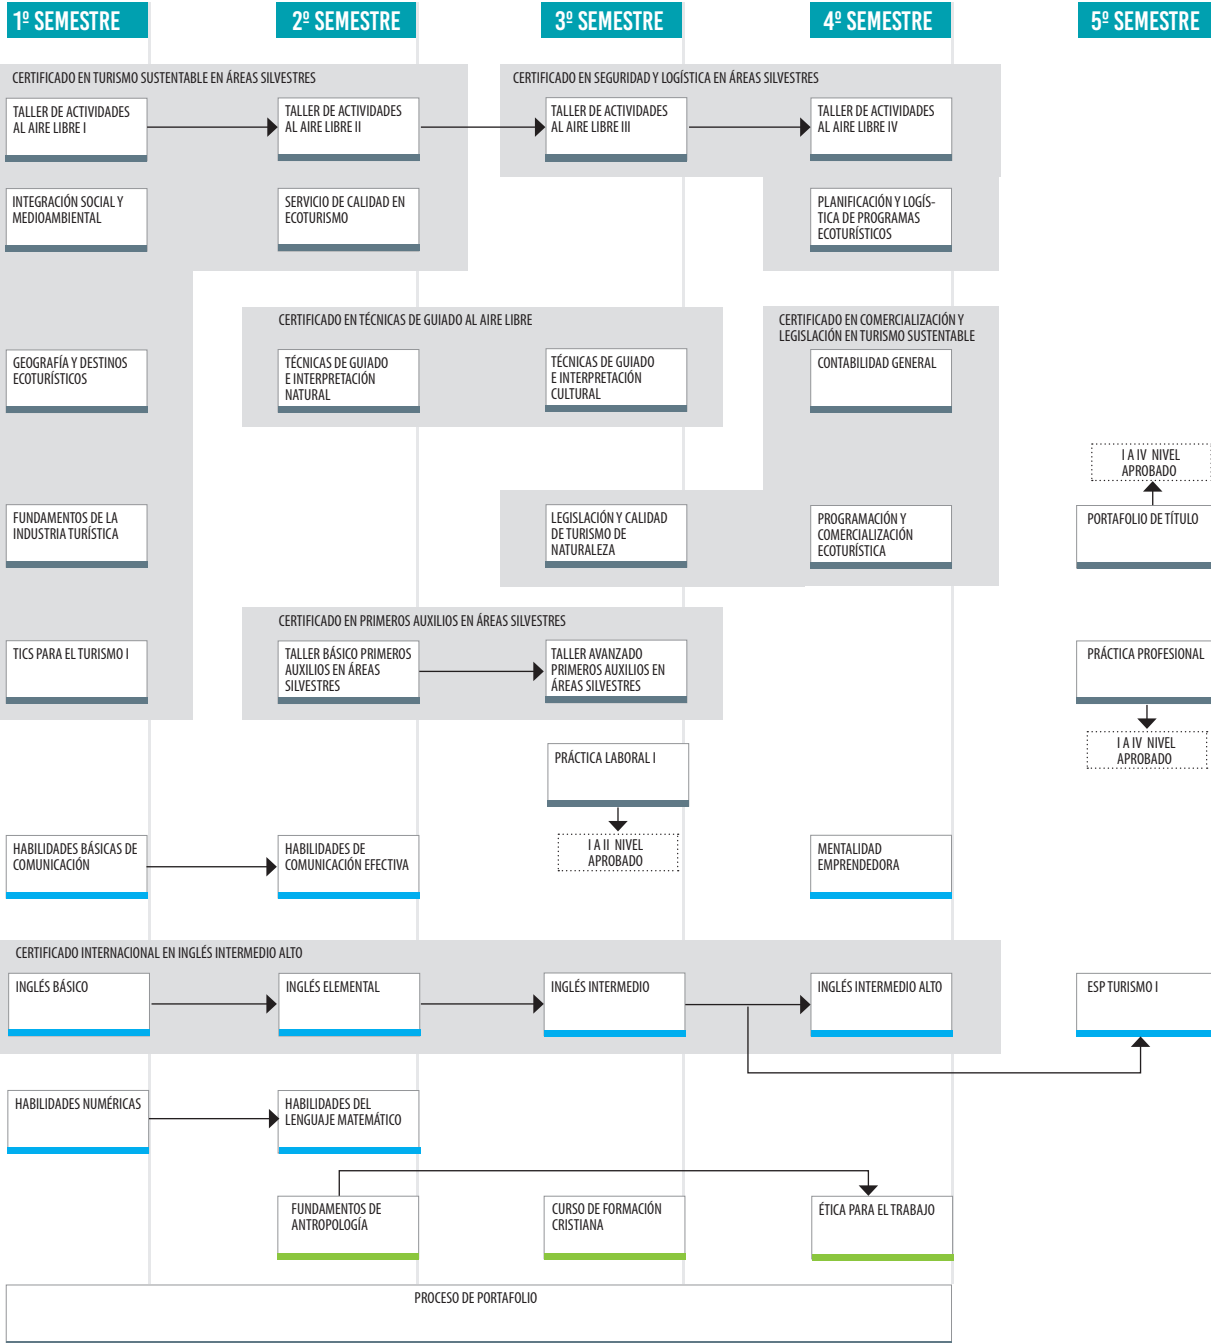 1º SEMESTRE
2º SEMESTRE
3º SEMESTRE
4º SEMESTRE
5º SEMESTRE
CERTIFICADO EN TURISMO SUSTENTABLE EN ÁREAS SILVESTRES
CERTIFICADO EN SEGURIDAD Y LOGÍSTICA EN ÁREAS SILVESTRES
TALLER DE ACTIVIDADES
AL AIRE LIBRE I
TALLER DE ACTIVIDADES
AL AIRE LIBRE II
TALLER DE ACTIVIDADES
AL AIRE LIBRE III
TALLER DE ACTIVIDADES
AL AIRE LIBRE IV
INTEGRACIÓN SOCIAL Y
MEDIOAMBIENTAL
SERVICIO DE CALIDAD EN
ECOTURISMO
PLANIFICACIÓN Y LOGÍS-
TICA DE PROGRAMAS
ECOTURÍSTICOS
CERTIFICADO EN TÉCNICAS DE GUIADO AL AIRE LIBRE
CERTIFICADO EN COMERCIALIZACIÓN Y
LEGISLACIÓN EN TURISMO SUSTENTABLE
GEOGRAFÍA Y DESTINOS
ECOTURÍSTICOS
TÉCNICAS DE GUIADO
E INTERPRETACIÓN
NATURAL
TÉCNICAS DE GUIADO
E INTERPRETACIÓN
CULTURAL
CONTABILIDAD GENERAL
I A IV NIVEL
APROBADO
FUNDAMENTOS DE LA
INDUSTRIA TURÍSTICA
LEGISLACIÓN Y CALIDAD
DE TURISMO DE
NATURALEZA
PROGRAMACIÓN Y
COMERCIALIZACIÓN
ECOTURÍSTICA
PORTAFOLIO DE TÍTULO
CERTIFICADO EN PRIMEROS AUXILIOS EN ÁREAS SILVESTRES
TICS PARA EL TURISMO I
TALLER BÁSICO PRIMEROS
AUXILIOS EN ÁREAS
SILVESTRES
TALLER AVANZADO
PRIMEROS AUXILIOS EN
ÁREAS SILVESTRES
PRÁCTICA PROFESIONAL
I A IV NIVEL
APROBADO
PRÁCTICA LABORAL I
I A II NIVEL
APROBADO
HABILIDADES BÁSICAS DE
COMUNICACIÓN
HABILIDADES DE
COMUNICACIÓN EFECTIVA
MENTALIDAD
EMPRENDEDORA
CERTIFICADO INTERNACIONAL EN INGLÉS INTERMEDIO ALTO
INGLÉS BÁSICO
INGLÉS ELEMENTAL
INGLÉS INTERMEDIO
INGLÉS INTERMEDIO ALTO
ESP TURISMO I
HABILIDADES NUMÉRICAS
HABILIDADES DEL
LENGUAJE MATEMÁTICO
FUNDAMENTOS DE
ANTROPOLOGÍA
CURSO DE FORMACIÓN
CRISTIANA
ÉTICA PARA EL TRABAJO
PROCESO DE PORTAFOLIO